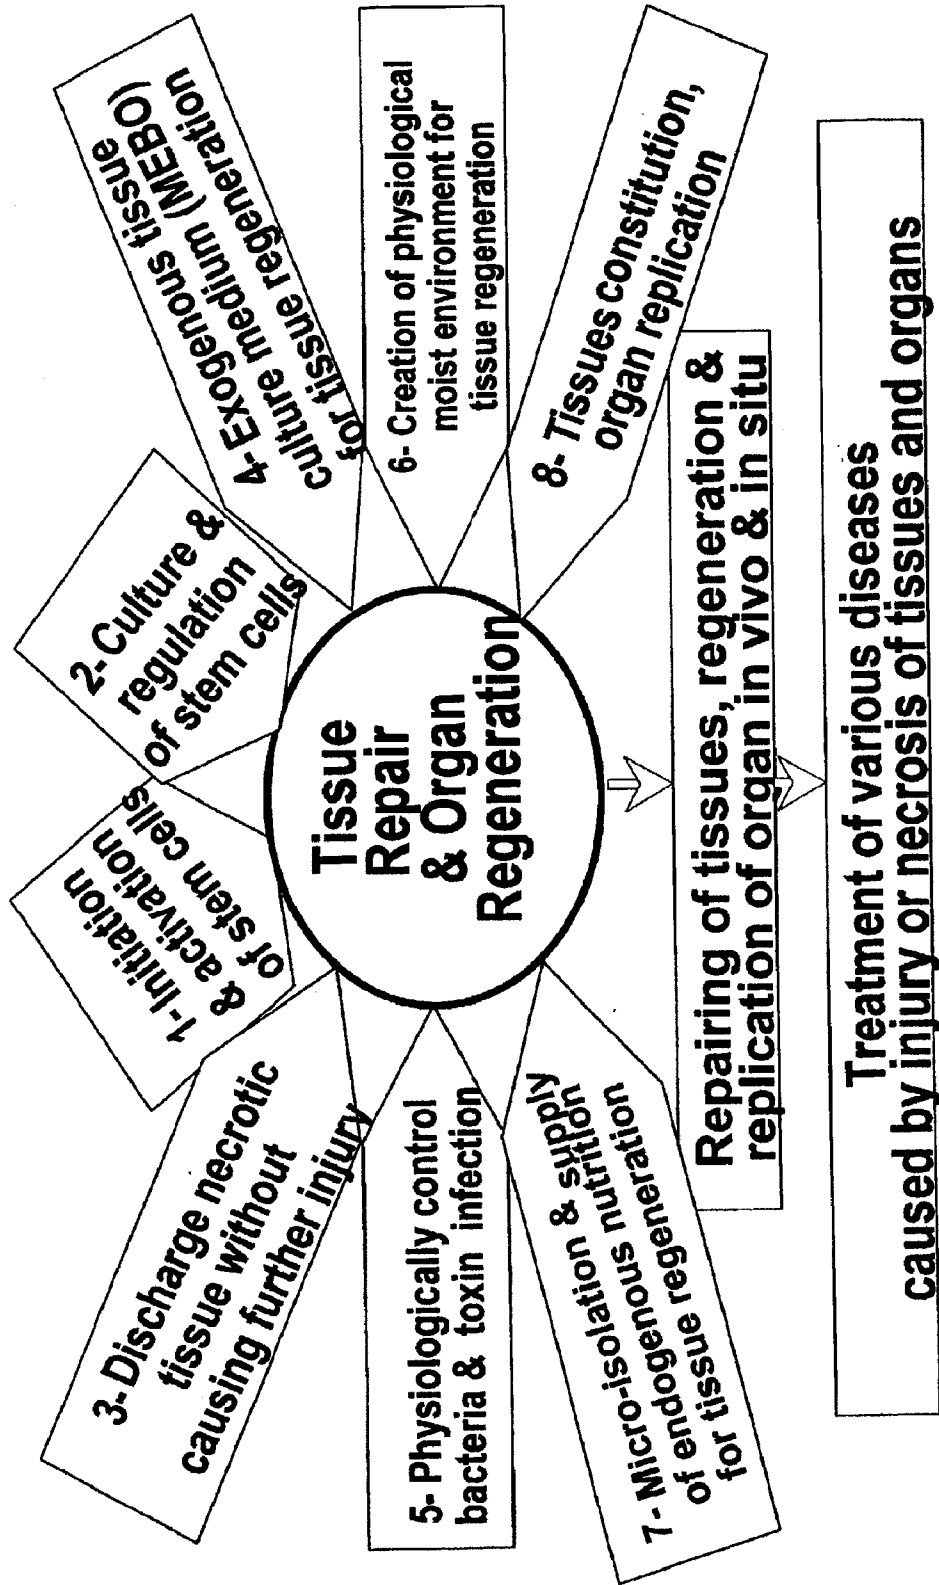 1- Initiation
& activation
of stem cells
2- Culture &
regulation
of stem cells
3- Discharge necrotic
tissue without
causing further injury
4- Exogenous tissue
culture medium (MEBO)
for tissue regeneration
5- Physiologically control
bacteria & toxin infection
6- Creation of physiological
moist environment for
tissue regeneration
7- Micro-isolation & supply
of endogenous nutrition
for tissue regeneration
8- Tissues constitution,
organ replication
Tissue
Repair
& Organ
Regeneration
Repairing of tissues, regeneration &
replication of organ in vivo & in situ
Treatment of various diseases
caused by injury or necrosis of tissues and organs